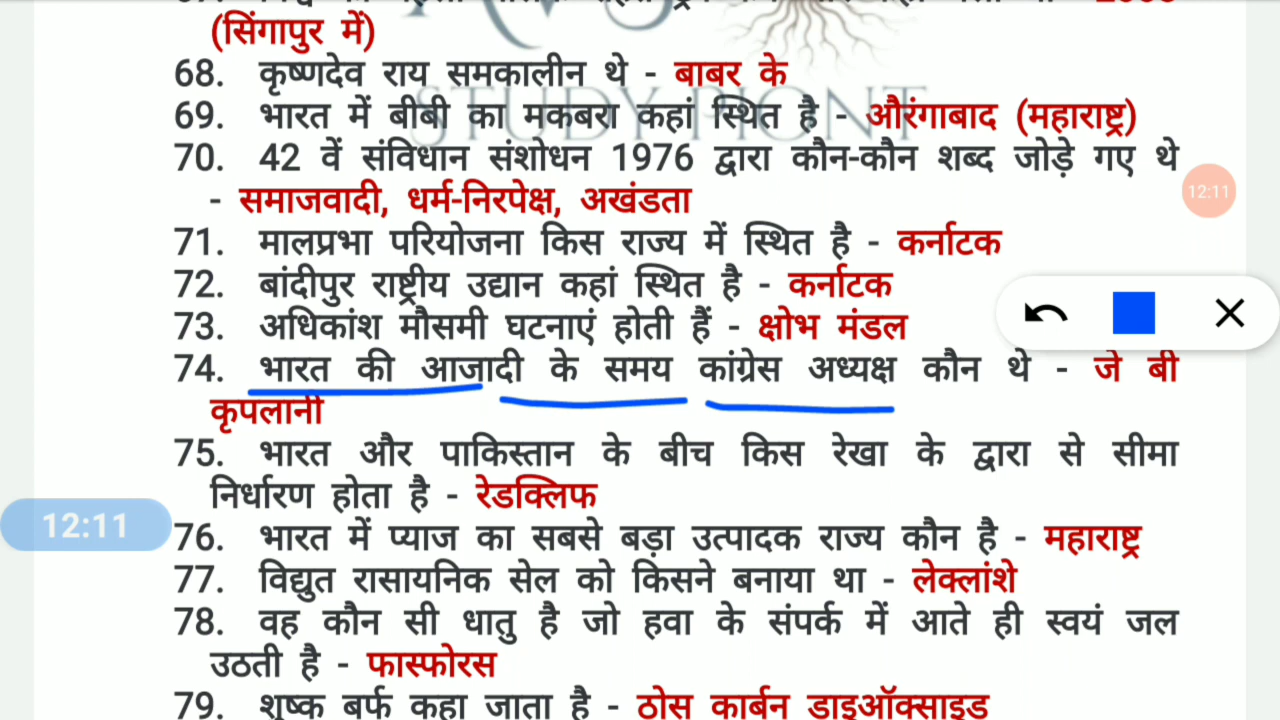 (सिंगापुर में)
68. कृष्णदेव राय समकालीन थे - बाबर के
STUDY PIONT
69. भारत में बीबी का मकबरा कहां स्थित है - औरंगाबाद (महाराष्ट्र)
70. 42 वें संविधान संशोधन 1976 द्वारा कौन-कौन शब्द जोड़े गए थे
- समाजवादी, धर्म-निरपेक्ष, अखंडता
12:11
71. मालप्रभा परियोजना किस राज्य में स्थित है - कर्नाटक
72. बांदीपुर राष्ट्रीय उद्यान कहां स्थित है - कर्नाटक
73. अधिकांश मौसमी घटनाएं होती हैं - क्षोभ मंडल
74. भारत की आजादी के समय कांग्रेस अध्यक्ष कौन थे - जे बी
कृपलानी
75. भारत और पाकिस्तान के बीच किस रेखा के द्वारा से सीमा
निर्धारण होता है - रेडक्लिफ
12:11
76. भारत में प्याज का सबसे बड़ा उत्पादक राज्य कौन है - महाराष्ट्र
77. विद्युत रासायनिक सेल को किसने बनाया था - लेक्लांशे
78. वह कौन सी धातु है जो हवा के संपर्क में आते ही स्वयं जल
उठती है - फास्फोरस
79. शुष्क बर्फ कहा जाता है - ठोस कार्बन डाइऑक्साइड